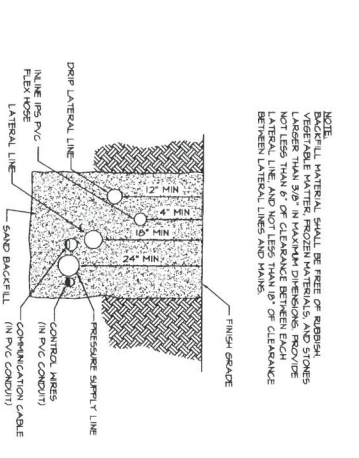 NOTE:
BACKFILL MATERIAL SHALL BE FREE OF RUBBISH,
VEGETABLE MATTER, FROZEN MATERIALS, AND STONES
LARGER THAN 3/8" IN MAXIMUM DIMENSIONS. PROVIDE
NOT LESS THAN 6" OF CLEARANCE BETWEEN EACH
LATERAL LINE, AND NOT LESS THAN 18" OF CLEARANCE
BETWEEN LATERAL LINES AND MAINS.
FINISH GRADE
12" MIN
4" MIN
18" MIN
24" MIN
DRIP LATERAL LINE
INLINE IPS PVC
FLEX HOSE
LATERAL LINE
PRESSURE SUPPLY LINE
CONTROL WIRES
(IN PVC CONDUIT)
COMMUNICATION CABLE
(IN PVC CONDUIT)
SAND BACKFILL